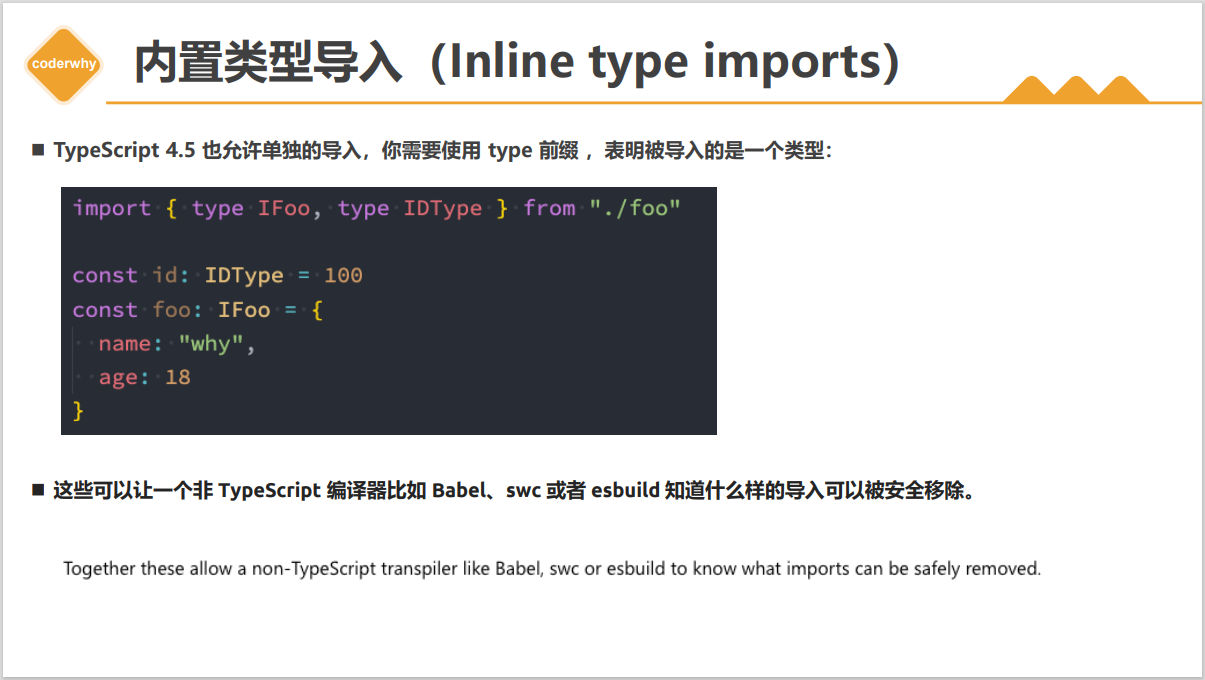 coderwhy
内置类型导入（Inline type imports）
■ TypeScript 4.5 也允许单独的导入，你需要使用 type 前缀 ，表明被导入的是一个类型：
import { type IFoo, type IDType } from "./foo"
const id: IDType = 100
const foo: IFoo = {
name: "why",
age: 18
}
■ 这些可以让一个非 TypeScript 编译器比如 Babel、swc 或者 esbuild 知道什么样的导入可以被安全移除。
Together these allow a non-TypeScript transpiler like Babel, swc or esbuild to know what imports can be safely removed.